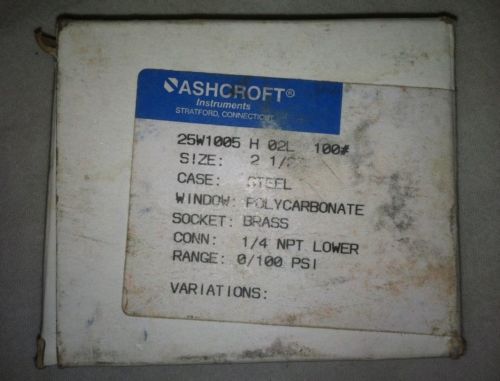 ASHCROFT®
Instruments
STRATFORD, CONNECTICUT
25W1005 H 02L 100#
SIZE: 2 1/2
CASE: STEEL
WINDOW: POLYCARBONATE
SOCKET: BRASS
CONN: 1/4 NPT LOWER
RANGE: 0/100 PSI
VARIATIONS: